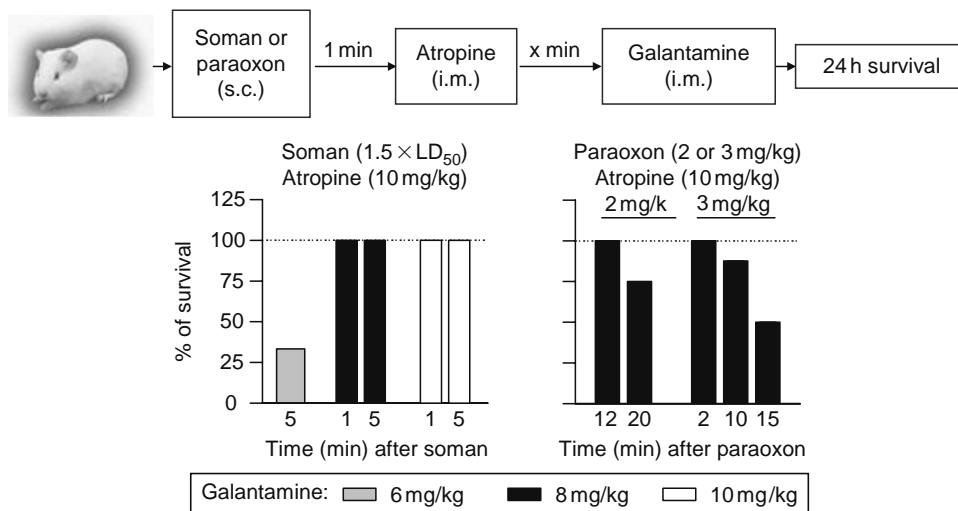 Soman or
paraoxon
(s.c.)
1 min
Atropine
(i.m.)
x min
Galantamine
(i.m.)
24 h survival
Soman (1.5 × LD50)
Atropine (10 mg/kg)
% of survival
125
100
75
50
25
0
5 1 5 1 5
Time (min) after soman
Paraoxon (2 or 3 mg/kg)
Atropine (10 mg/kg)
2 mg/k 3 mg/kg
12 20 2 10 15
Time (min) after paraoxon
Galantamine: 6 mg/kg 8 mg/kg 10 mg/kg